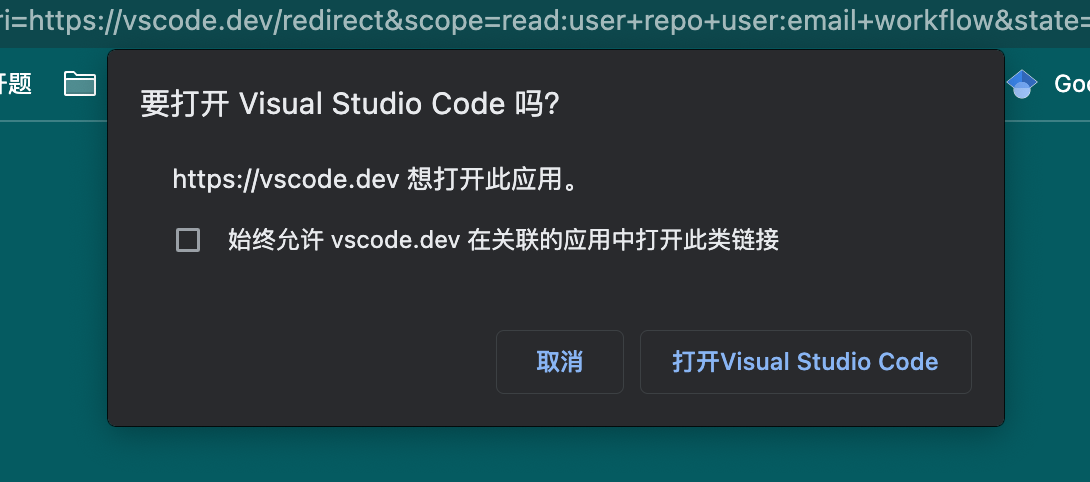 ri=https://vscode.dev/redirect&scope=read:user+repo+user:email+workflow&state=
题
Goo
要打开 Visual Studio Code 吗?
https://vscode.dev 想打开此应用。
始终允许 vscode.dev 在关联的应用中打开此类链接
取消
打开Visual Studio Code